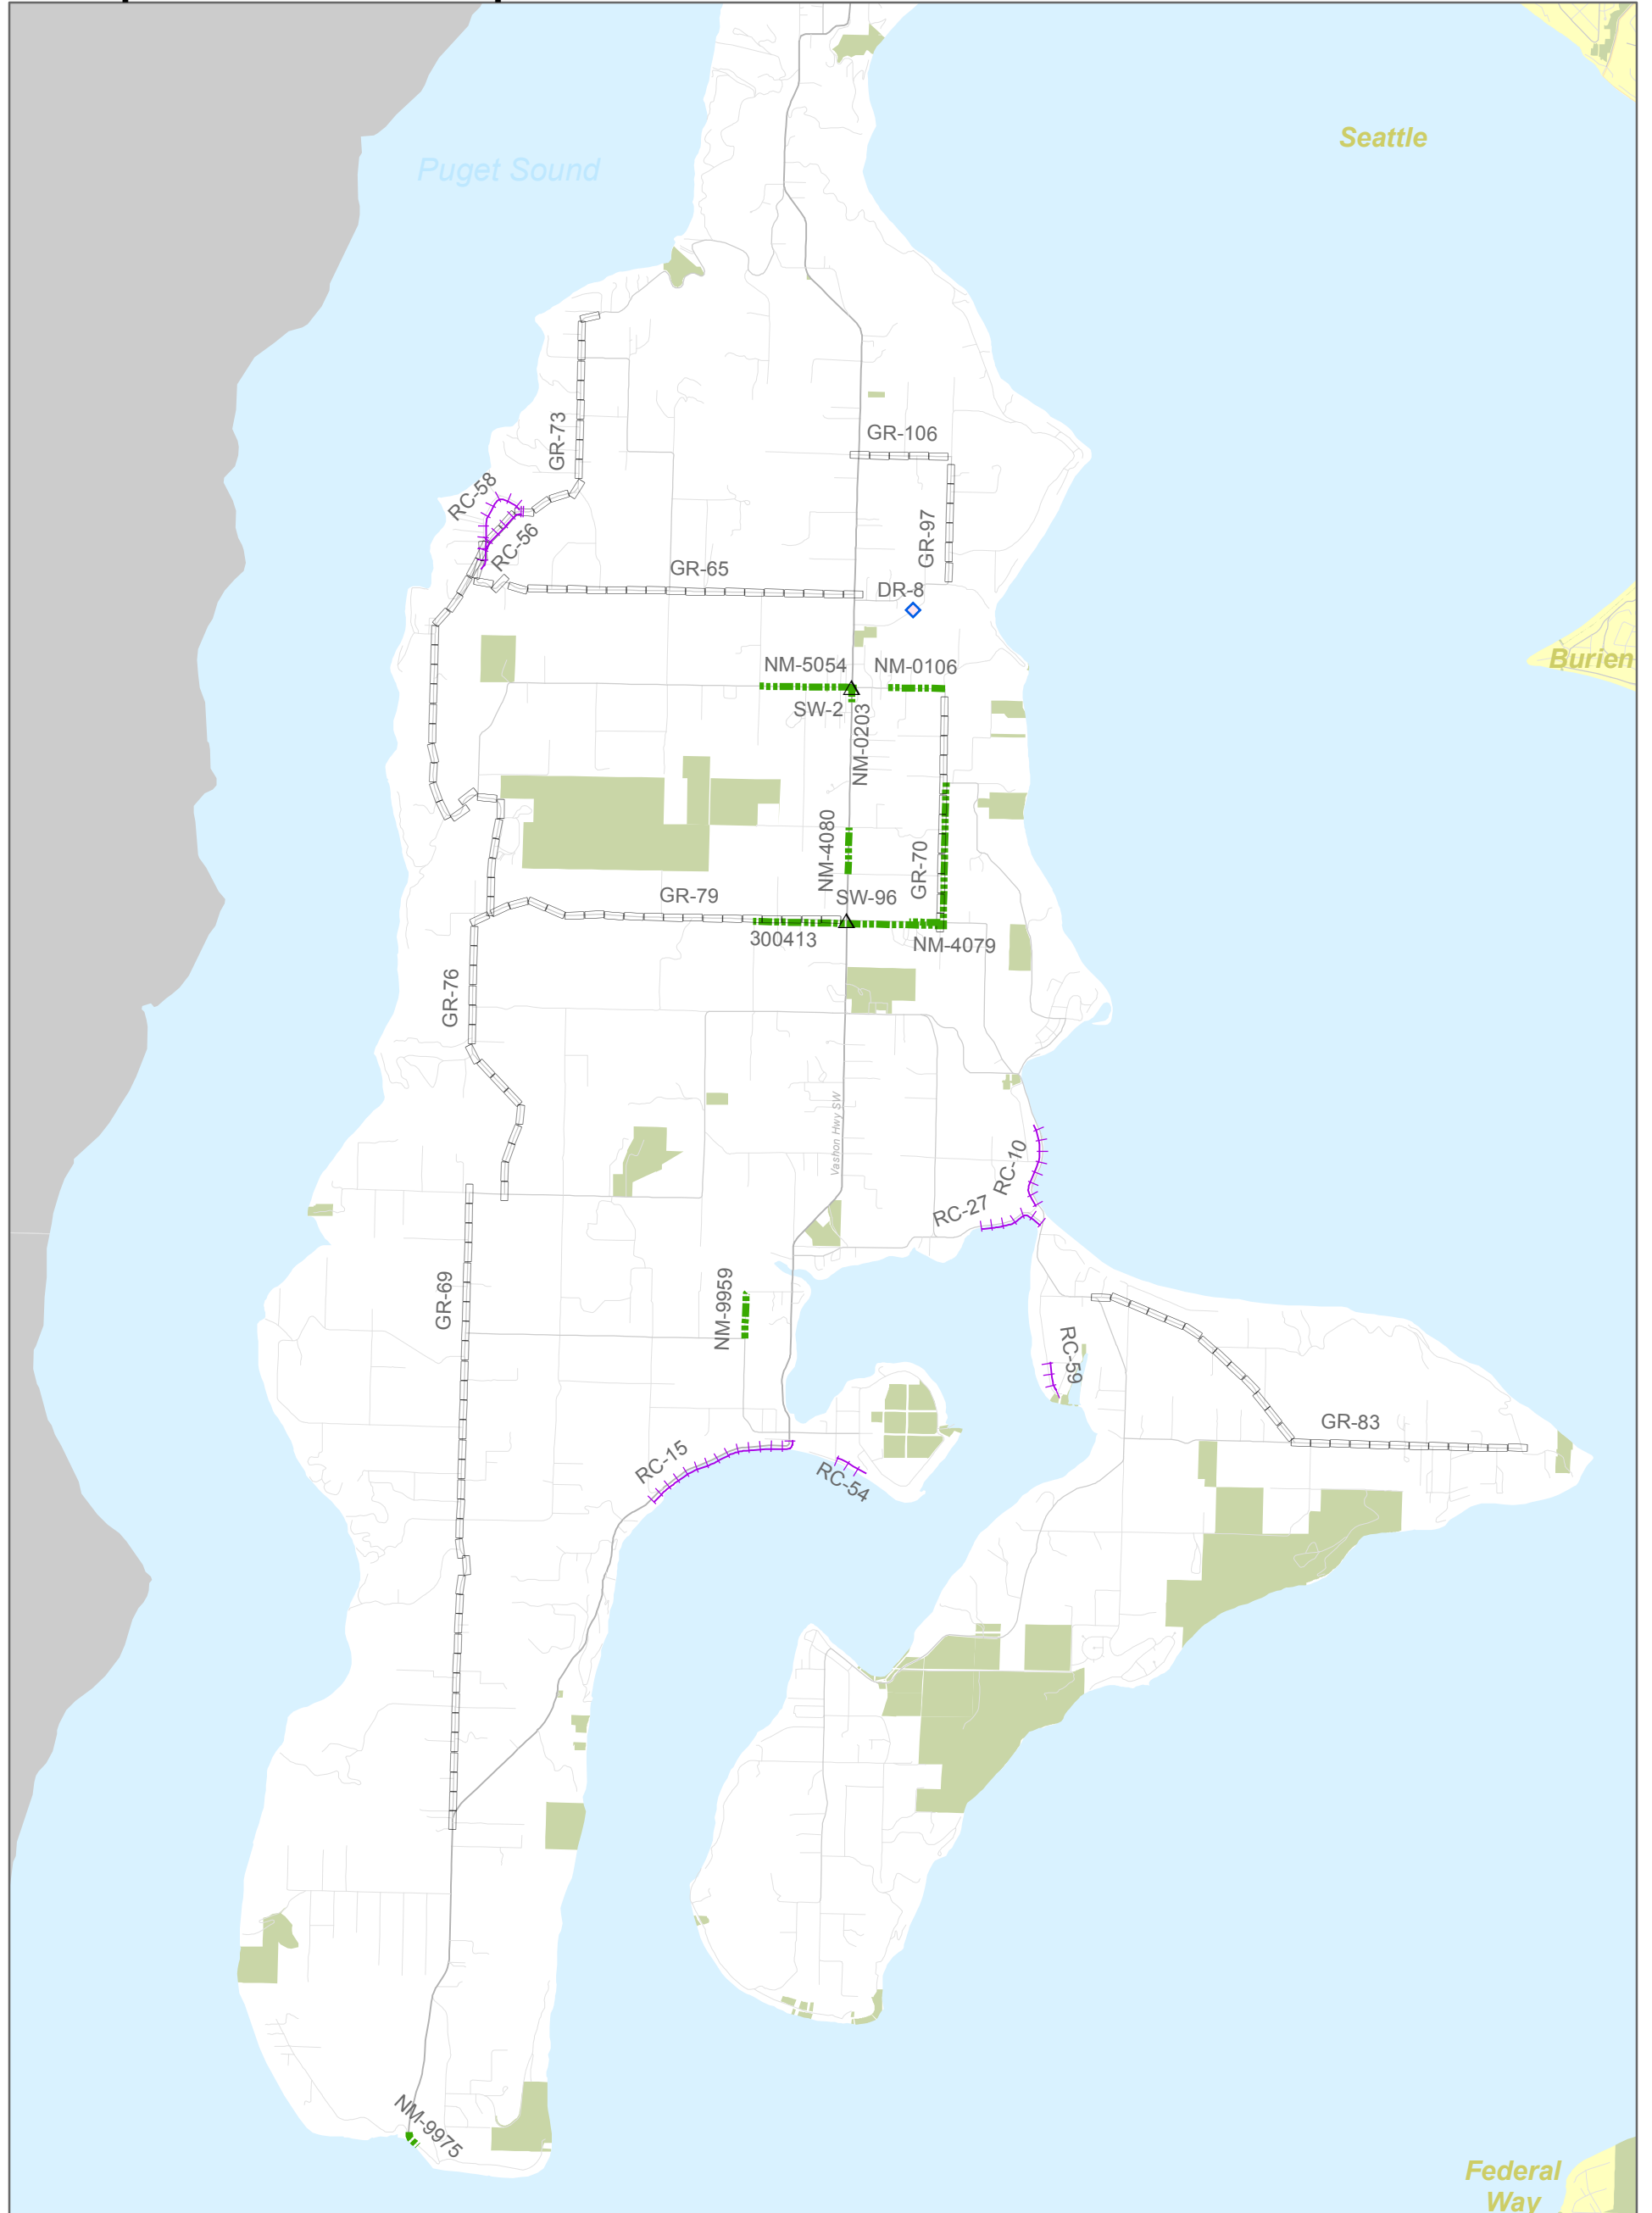 Seattle
Puget Sound
GR-73
GR-106
RC-58
RC-56
GR-97
GR-65
DR-8
Burien
NM-5054
NM-0106
SW-2
NM-0203
NM-4080
GR-70
GR-79
SW-96
300413
NM-4079
GR-76
Vashon Hwy SW
RC-10
RC-27
GR-69
NM-9959
RC-59
GR-83
RC-15
RC-54
NM-9975
Federal
Way